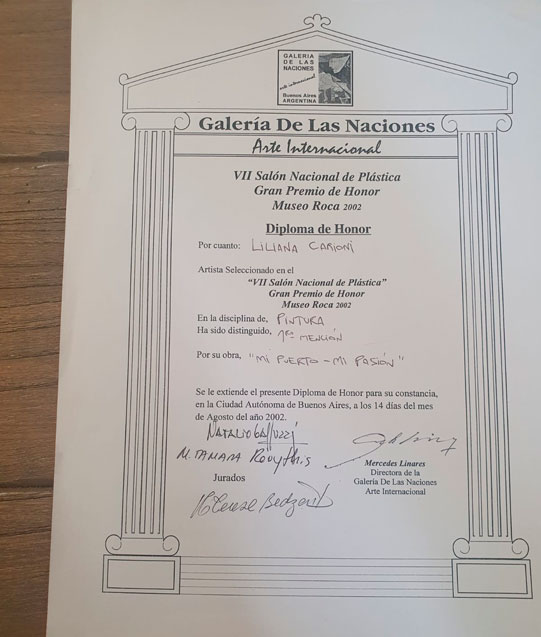 GALERIA
DE LAS
NACIONES
arte internacional
Buenos Aires
ARGENTINA
Galería De Las Naciones
Arte Internacional
VII Salón Nacional de Plástica
Gran Premio de Honor
Museo Roca 2002
Diploma de Honor
Por cuanto: LILIANA CARIONI
Artista Seleccionado en el
"VII Salón Nacional de Plástica"
Gran Premio de Honor
Museo Roca 2002
En la disciplina de, PINTURA
Ha sido distinguido, 1ra MENCIÓN
Por su obra, "MI PUERTO - MI PASIÓN"
Se le extiende el presente Diploma de Honor para su constancia,
en la Ciudad Autónoma de Buenos Aires, a los 14 días del mes
de Agosto del año 2002.
M. TAMARA
Jurados
Mercedes Linares
Directora de la
Galería De Las Naciones
Arte Internacional